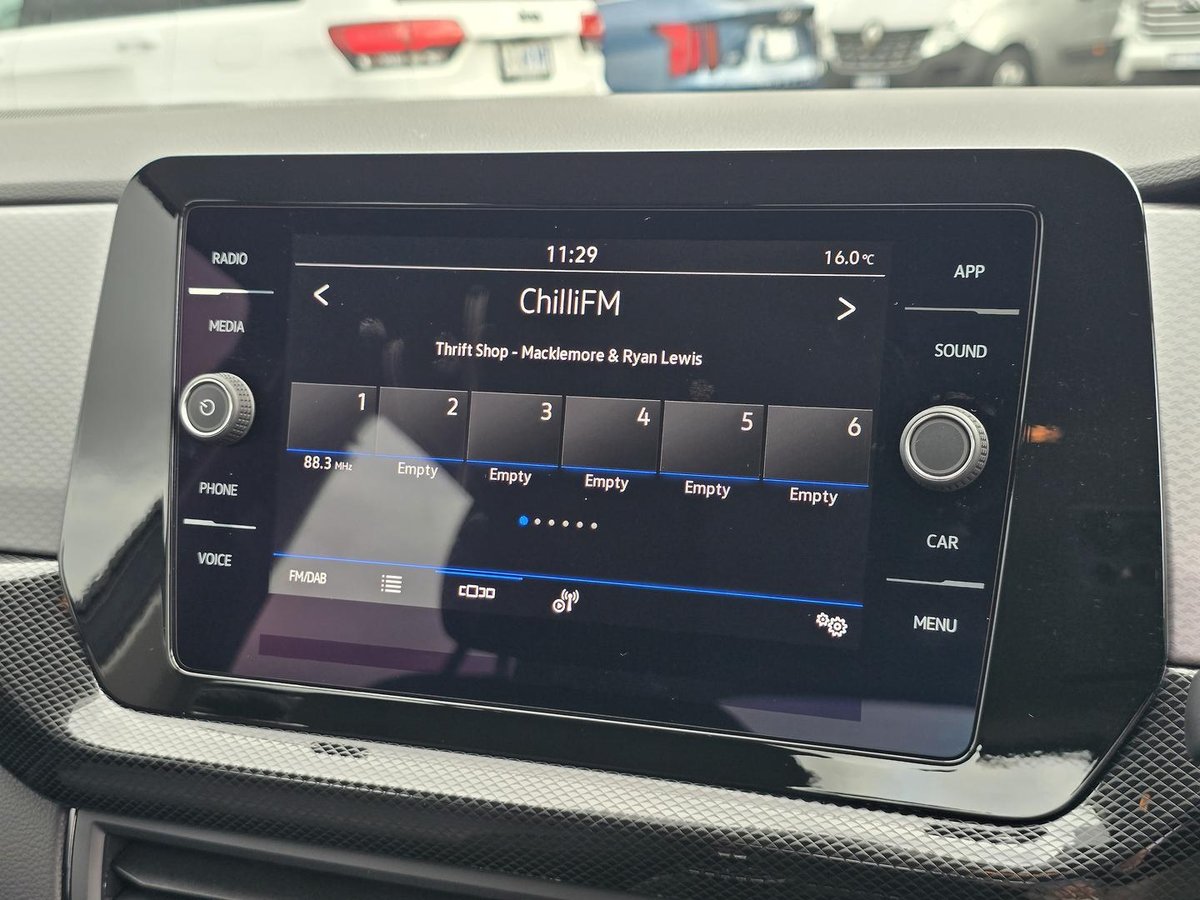 11:29
16.0°C
RADIO
MEDIA
PHONE
VOICE
<
ChilliFM
>
Thrift Shop - Macklemore & Ryan Lewis
1
2
3
4
5
6
88.3 MHz
Empty
Empty
Empty
Empty
Empty
FM/DAB
APP
SOUND
CAR
MENU